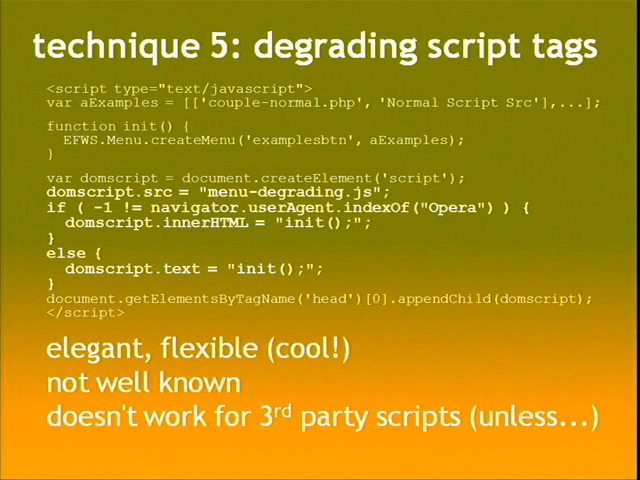 technique 5: degrading script tags
<script type="text/javascript">
var aExamples = [['couple-normal.php', 'Normal Script Src'],...];
function init() {
EFWS.Menu.createMenu('examplesbtn', aExamples);
}
var domscript = document.createElement('script');
domscript.src = "menu-degrading.js";
if ( -1 != navigator.userAgent.indexOf("Opera") ) {
domscript.innerHTML = "init();";
}
else {
domscript.text = "init();";
}
document.getElementsByTagName('head')[0].appendChild(domscript);
</script>
elegant, flexible (cool!)
not well known
doesn't work for 3rd party scripts (unless...)